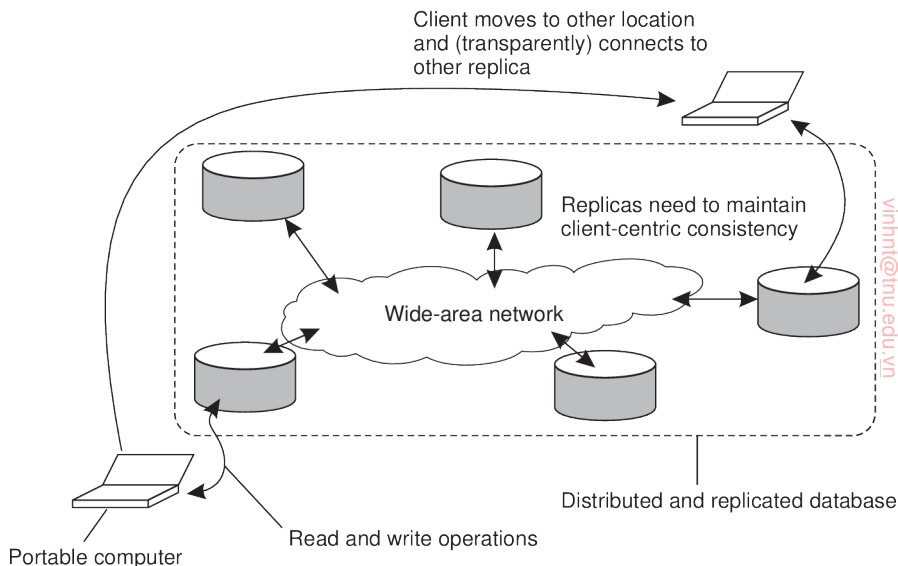 Client moves to other location
and (transparently) connects to
other replica
Replicas need to maintain
client-centric consistency
Wide-area network
vinhnt@tnu.edu.vn
Distributed and replicated database
Read and write operations
Portable computer